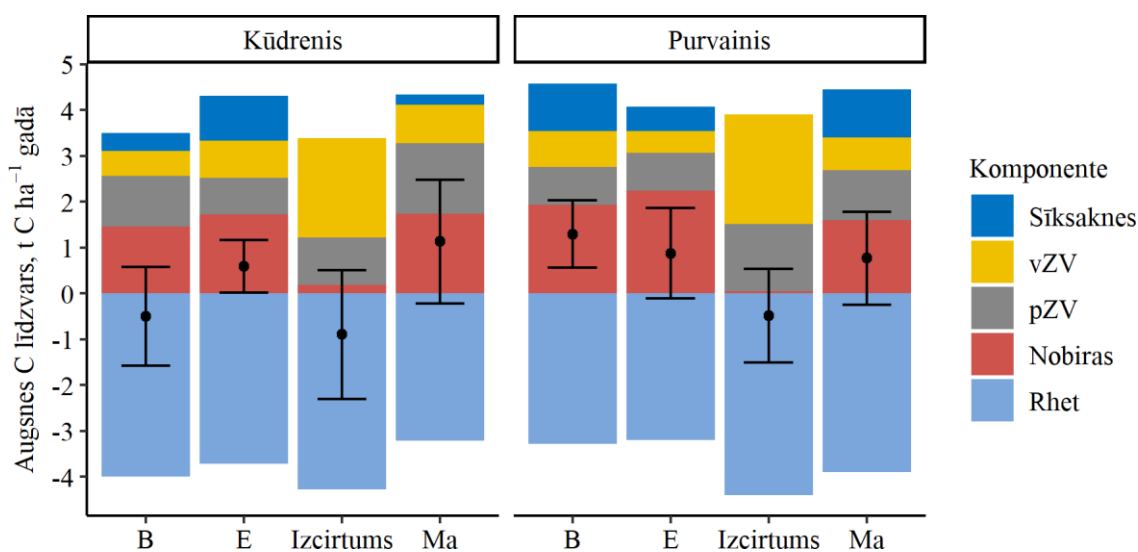 Kūdrenis
Purvainis
Augsnes C līdzvars, t C ha⁻¹ gadā
5
4
3
2
1
0
-1
-2
-3
-4
B E Izcirtums Ma
B E Izcirtums Ma
Komponente
Sīksaknes
vZV
pZV
Nobiras
Rhet